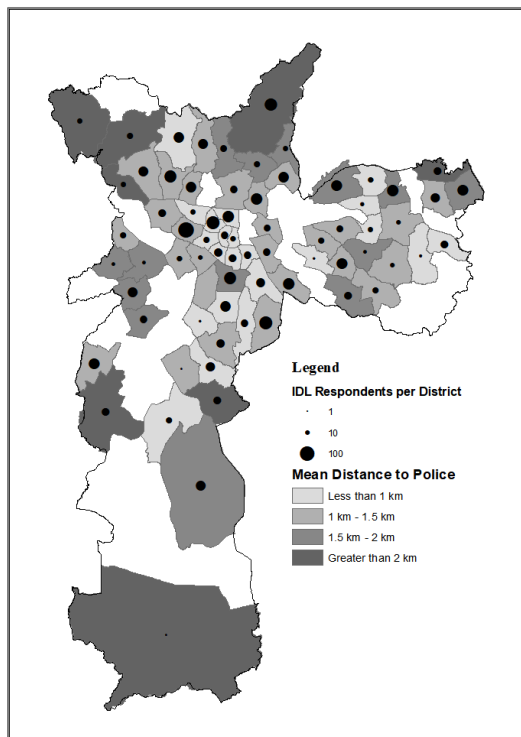 Legend
IDL Respondents per District
1
10
100
Mean Distance to Police
Less than 1 km
1 km - 1.5 km
1.5 km - 2 km
Greater than 2 km